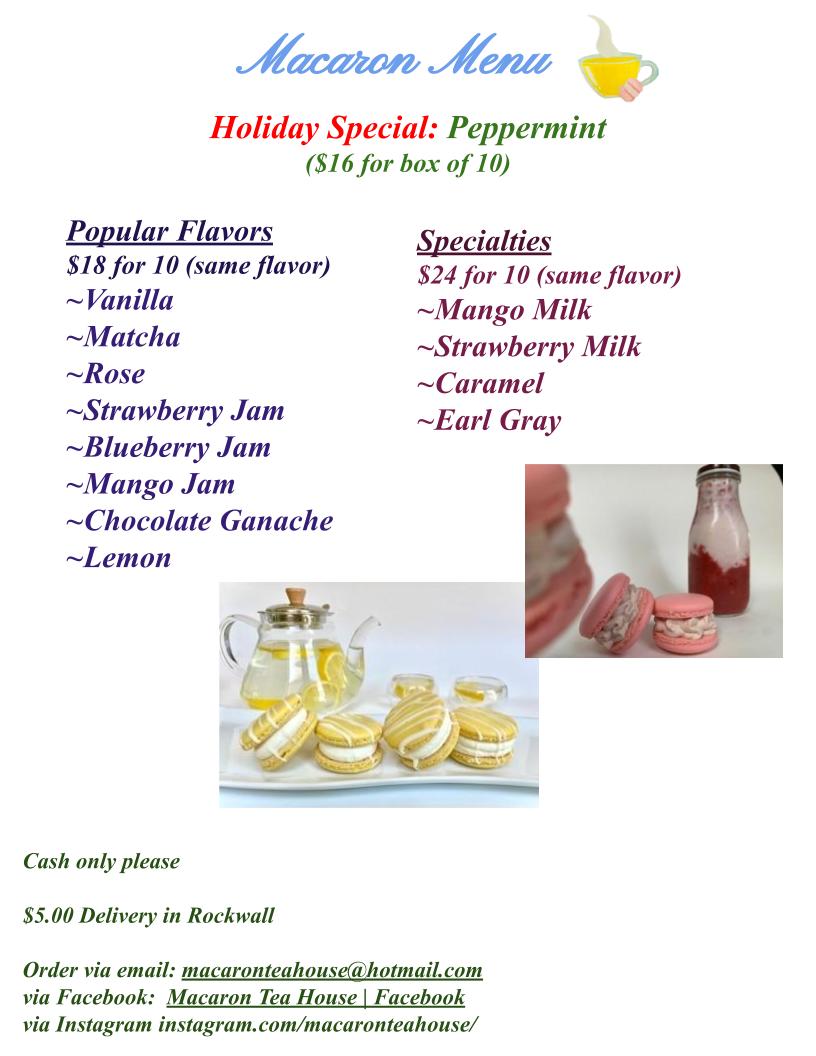 Macaron Menu
Holiday Special: Peppermint
($16 for box of 10)
Popular Flavors
$18 for 10 (same flavor)
~Vanilla
~Matcha
~Rose
~Strawberry Jam
~Blueberry Jam
~Mango Jam
~Chocolate Ganache
~Lemon
Specialties
$24 for 10 (same flavor)
~Mango Milk
~Strawberry Milk
~Caramel
~Earl Gray
Cash only please
$5.00 Delivery in Rockwall
Order via email: macaronteahouse@hotmail.com
via Facebook: Macaron Tea House | Facebook
via Instagram instagram.com/macaronteahouse/